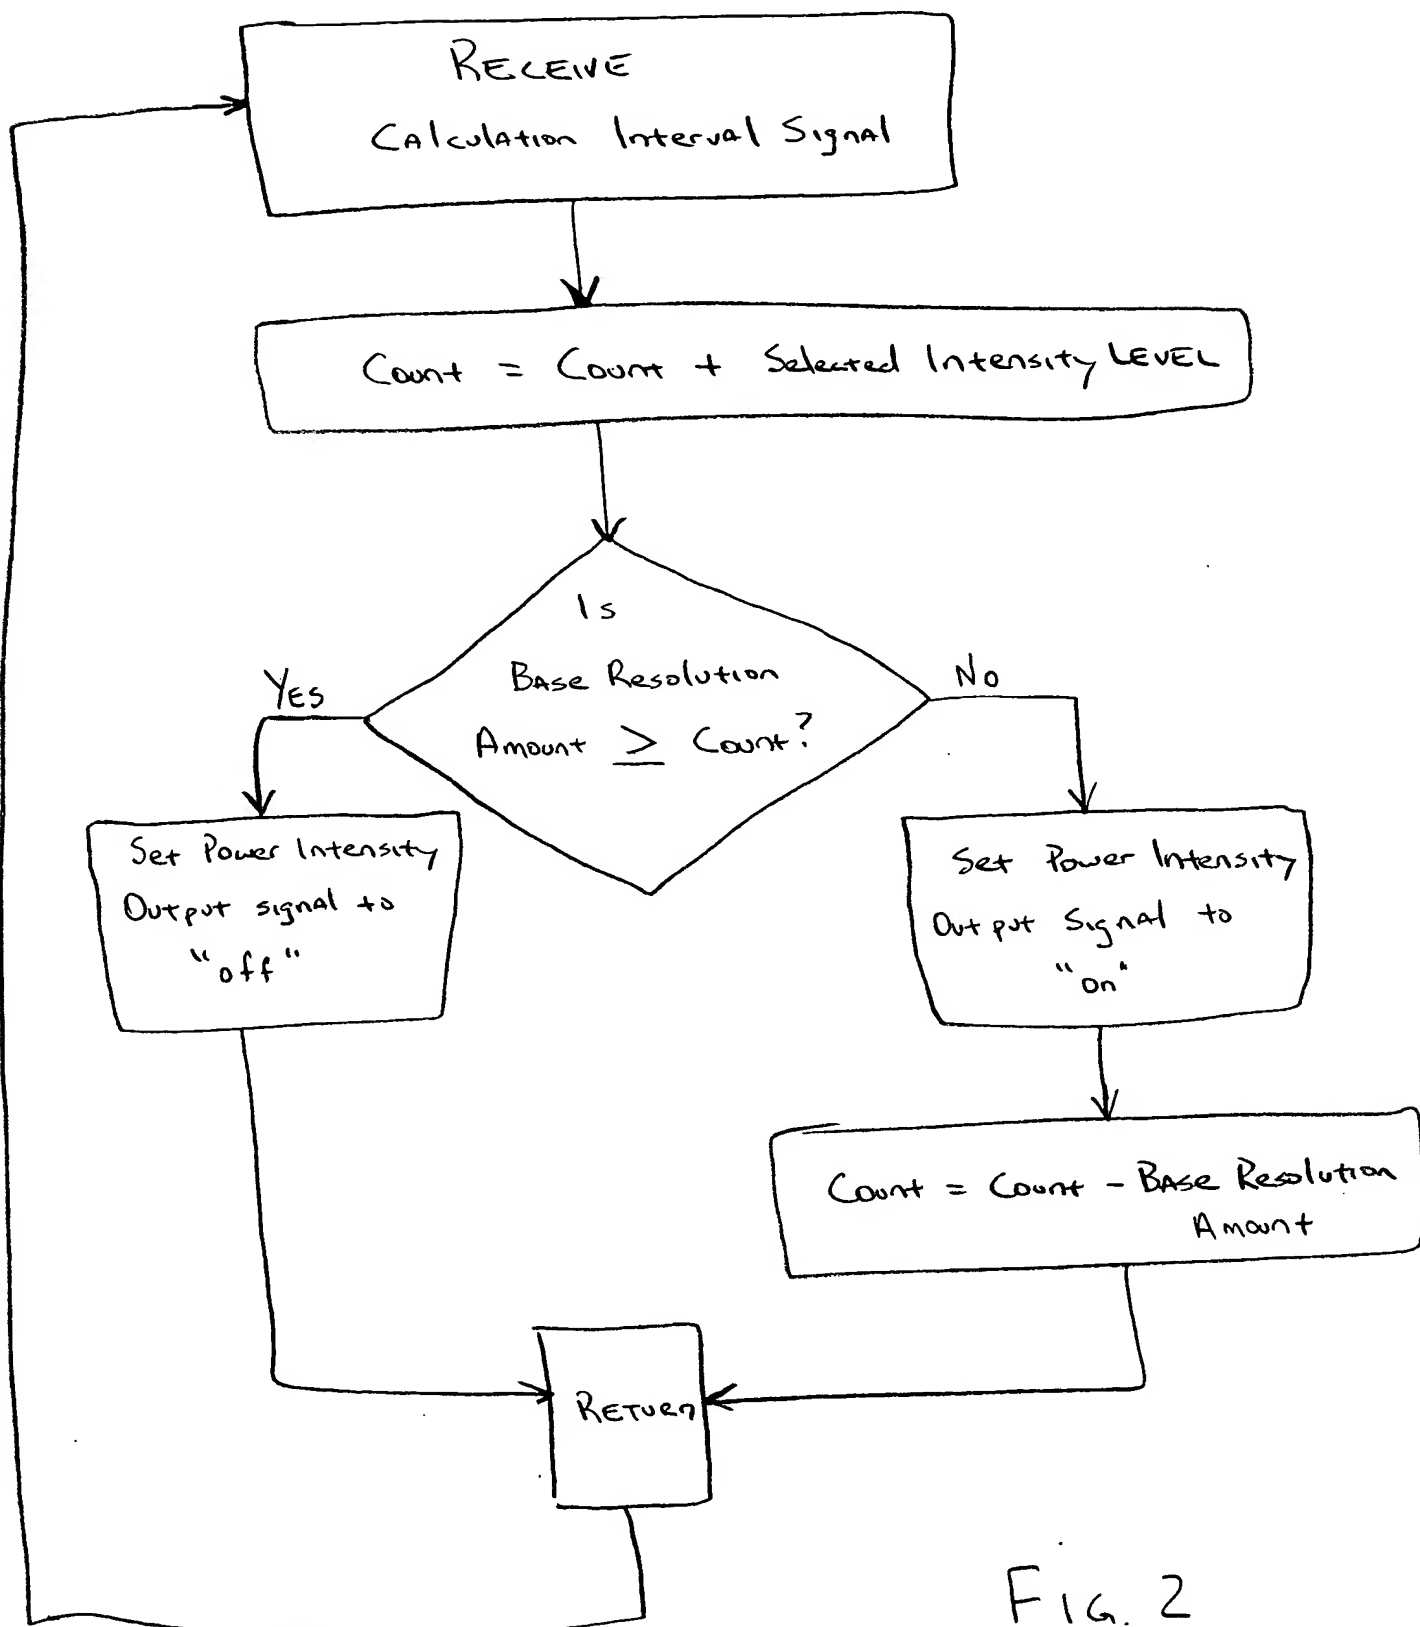 RECEIVE
Calculation Interval Signal
Count = Count + Selected Intensity LEVEL
Is
Base Resolution
Amount ≥ Count?
YES
No
Set Power Intensity
Output signal to
"off"
Set Power Intensity
Output Signal to
"on"
Count = Count - Base Resolution
Amount
RETURN
FIG. 2